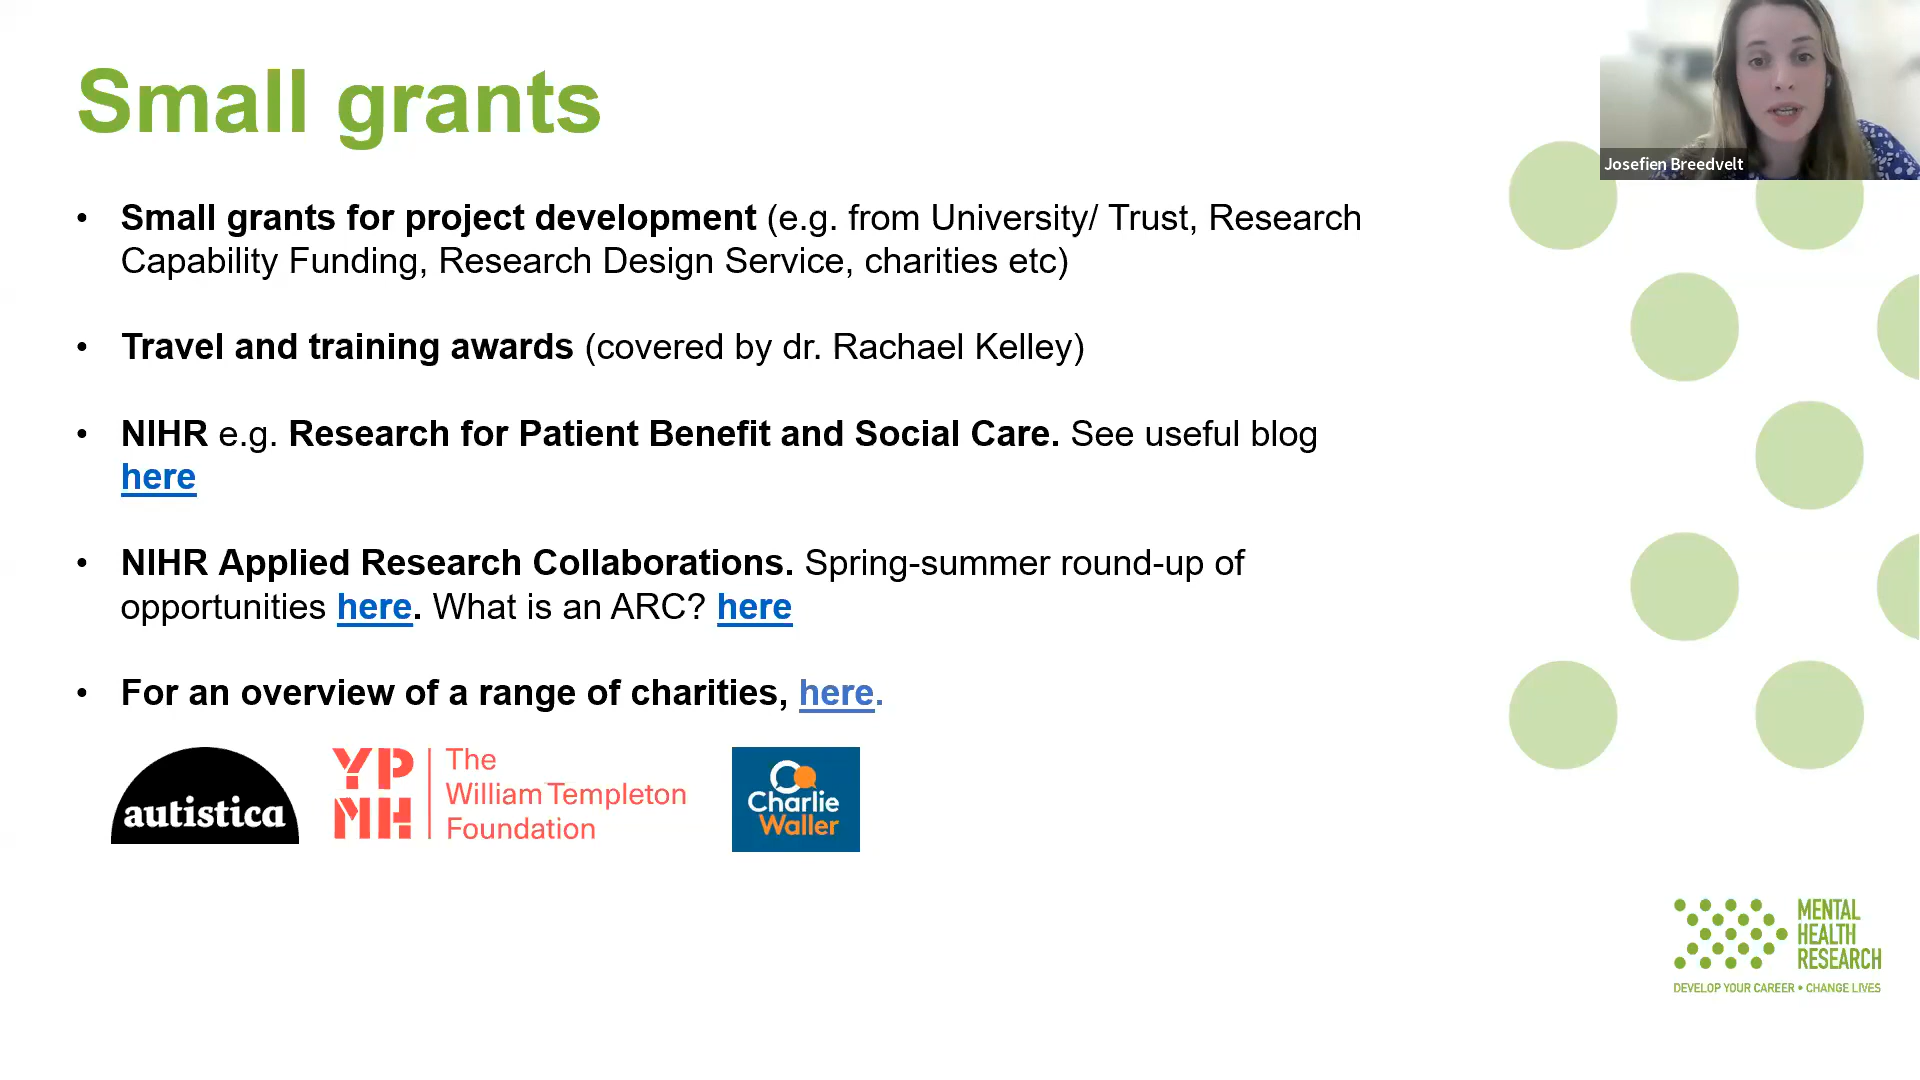 Small grants
Josefien Breedvelt
• Small grants for project development (e.g. from University/ Trust, Research
Capability Funding, Research Design Service, charities etc)
• Travel and training awards (covered by dr. Rachael Kelley)
• NIHR e.g. Research for Patient Benefit and Social Care. See useful blog
here
• NIHR Applied Research Collaborations. Spring-summer round-up of
opportunities here. What is an ARC? here
• For an overview of a range of charities, here.
autistica
YP
MH
The
William Templeton
Foundation
Charlie
Waller
MENTAL
HEALTH
RESEARCH
DEVELOP YOUR CAREER • CHANGE LIVES